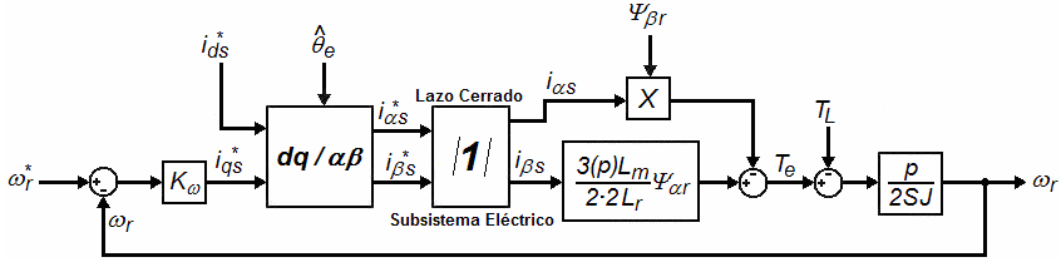 Ψβr
i*ds
θ̂e
Lazo Cerrado
iαs
X
i*αs
TL
ω*r
+
-
Kω
i*qs
dq / αβ
|1|
i*βs
iβs
3(p)Lm
2·2Lr
Ψαr
+
-
Te
+
-
p
2SJ
ωr
Subsistema Eléctrico
ωr